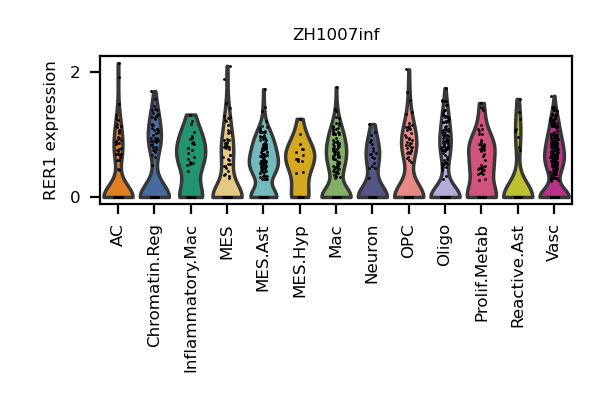 ZH1007inf
RER1 expression
2
0
AC
Chromatin.Reg
Inflammatory.Mac
MES
MES.Ast
MES.Hyp
Mac
Neuron
OPC
Oligo
Prolif.Metab
Reactive.Ast
Vasc